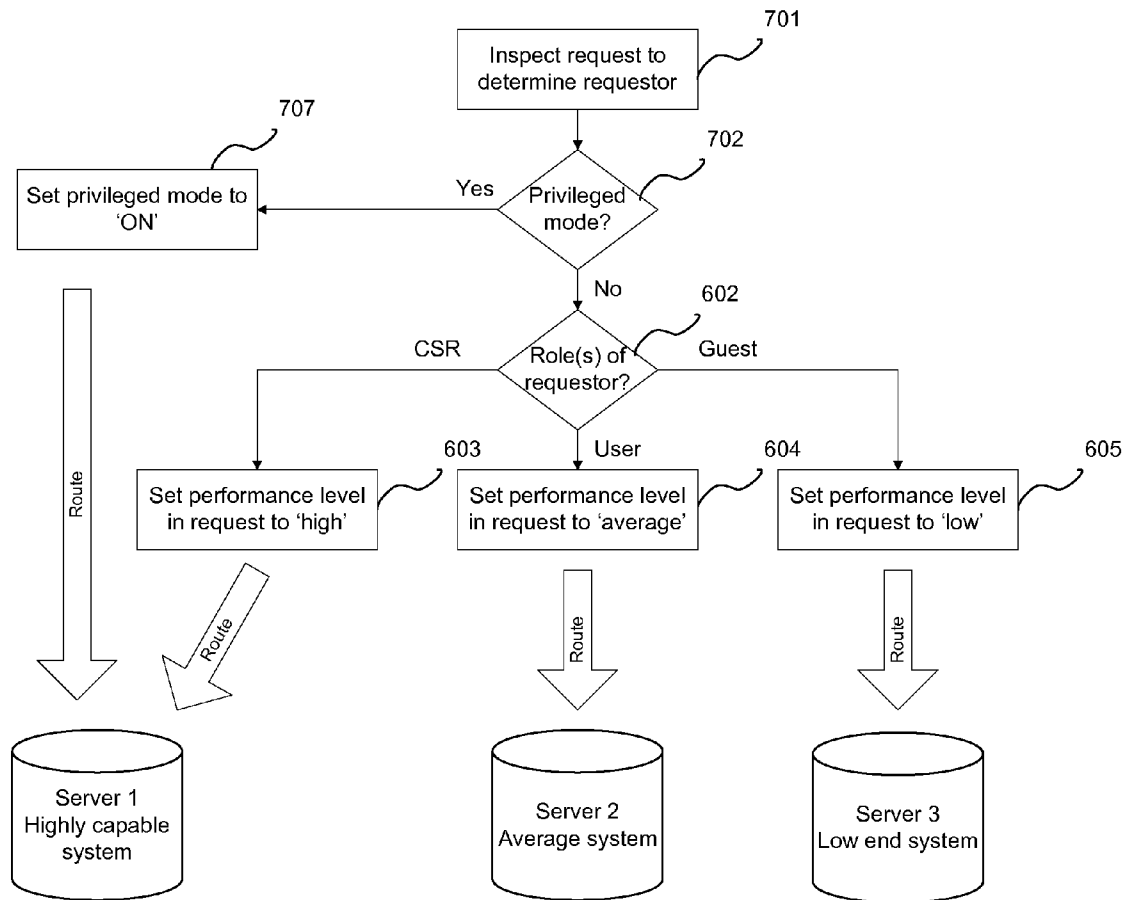 701
Inspect request to
determine requestor
707
702
Set privileged mode to
‘ON’
Yes
Privileged
mode?
No
602
CSR
Role(s) of
requestor?
Guest
User
603
604
605
Set performance level
in request to ‘high’
Set performance level
in request to ‘average’
Set performance level
in request to ‘low’
Route
Route
Route
Route
Server 1
Highly capable
system
Server 2
Average system
Server 3
Low end system